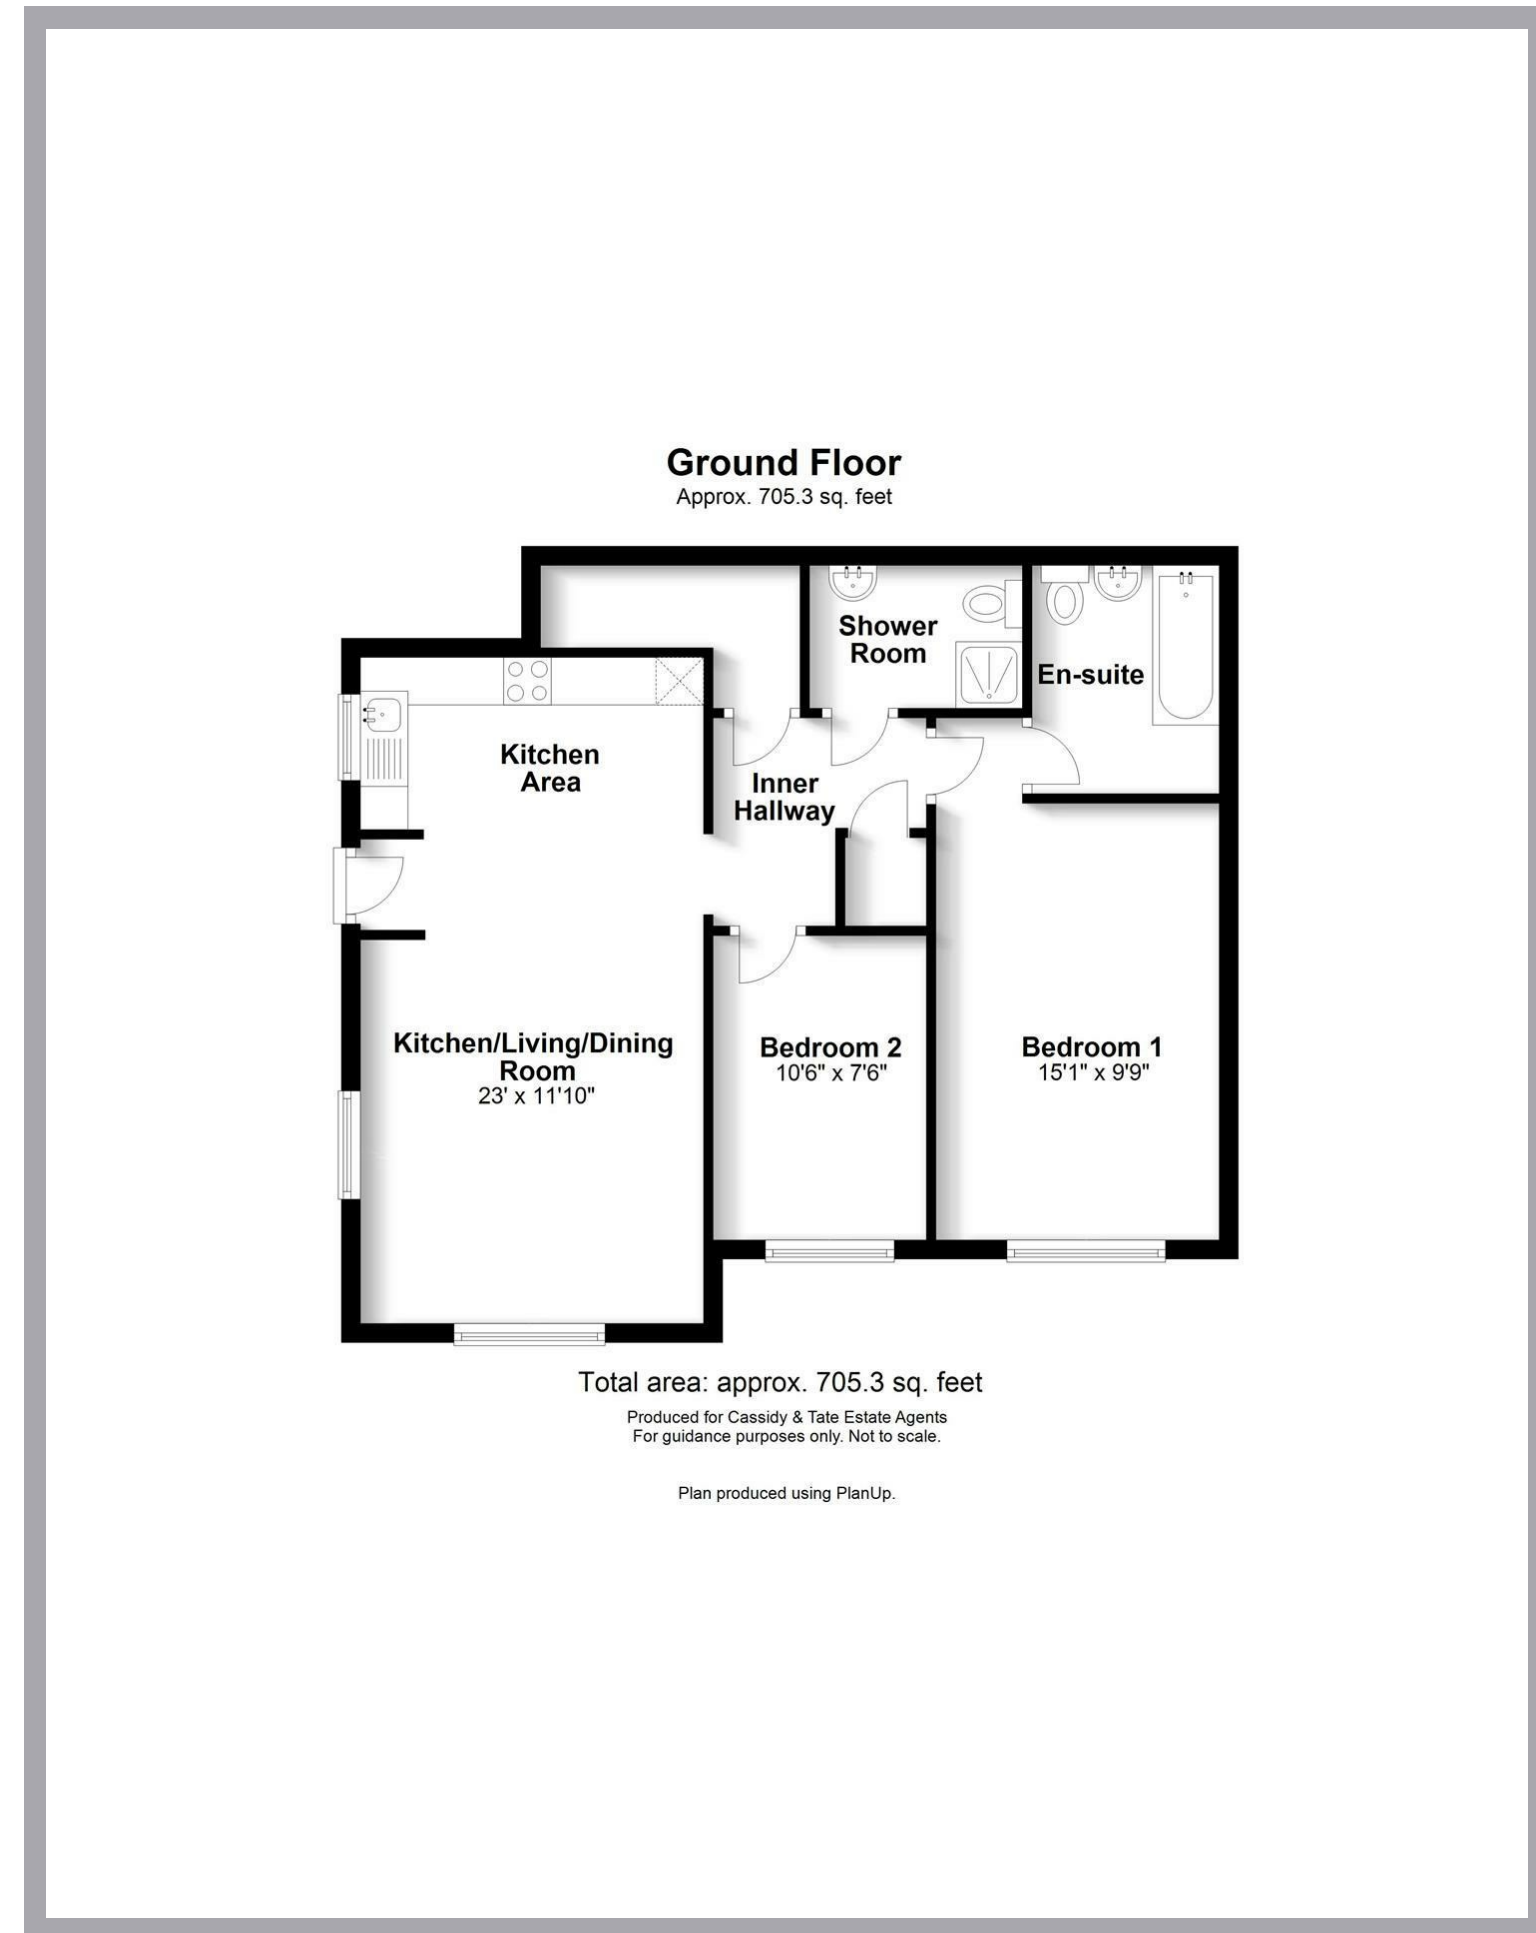 Ground Floor
Approx. 705.3 sq. feet
Shower
Room
En-suite
Kitchen
Area
Inner
Hallway
Kitchen/Living/Dining
Room
23' x 11'10"
Bedroom 2
10'6" x 7'6"
Bedroom 1
15'1" x 9'9"
Total area: approx. 705.3 sq. feet
Produced for Cassidy & Tate Estate Agents
For guidance purposes only. Not to scale.
Plan produced using PlanUp.